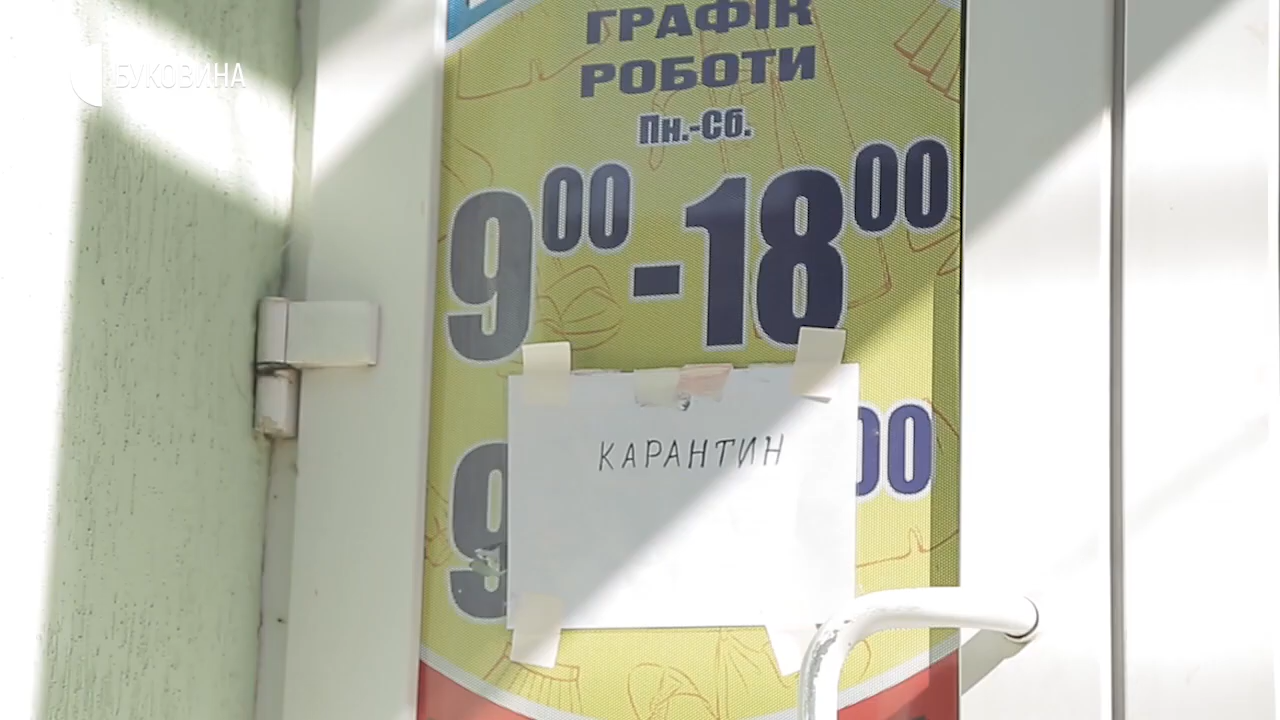 БУКОВИНА
ГРАФІК
РОБОТИ
Пн.-Сб.
9⁰⁰-18⁰⁰
КАРАНТИН